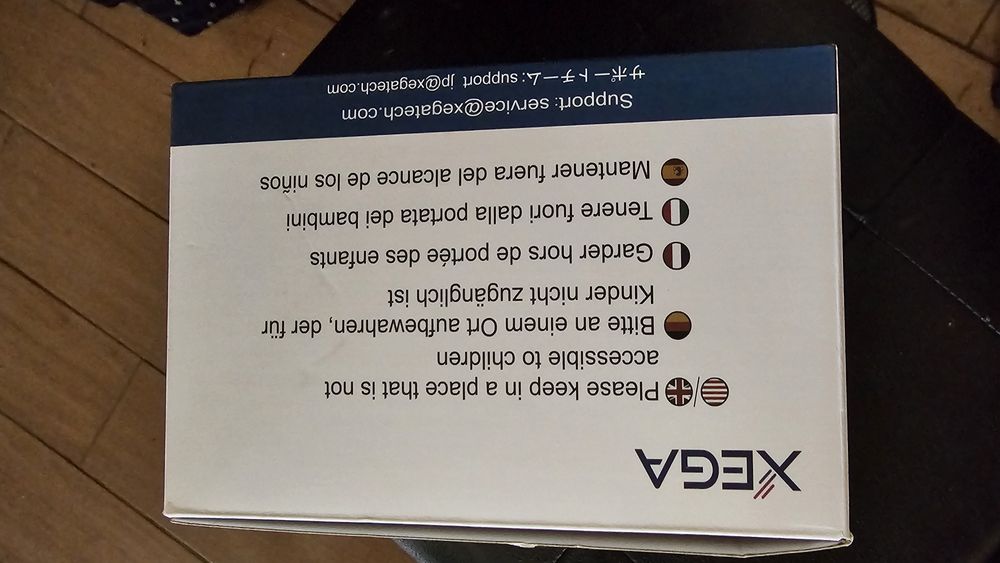 XEGA
Please keep in a place that is not
accessible to children
Bitte an einem Ort aufbewahren, der für
Kinder nicht zugänglich ist
Garder hors de portée des enfants
Tenere fuori dalla portata dei bambini
Mantener fuera del alcance de los niños
Support: service@xegatech.com
サポートチーム: support_jp@xegatech.com